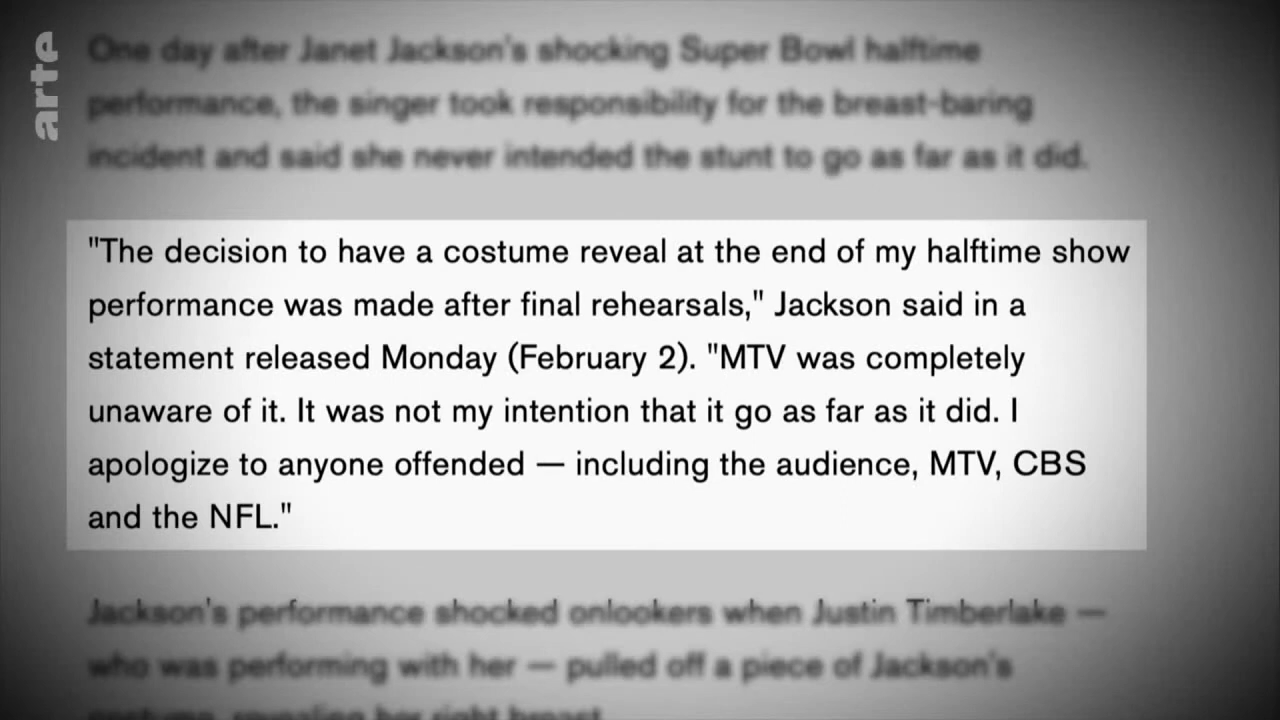 arte
One day after Janet Jackson's shocking Super Bowl halftime
performance, the singer took responsibility for the breast-baring
incident and said she never intended the stunt to go as far as it did.
"The decision to have a costume reveal at the end of my halftime show
performance was made after final rehearsals," Jackson said in a
statement released Monday (February 2). "MTV was completely
unaware of it. It was not my intention that it go as far as it did. I
apologize to anyone offended — including the audience, MTV, CBS
and the NFL."
Jackson's performance shocked onlookers when Justin Timberlake —
who was performing with her — pulled off a piece of Jackson's
costume, revealing her right breast.